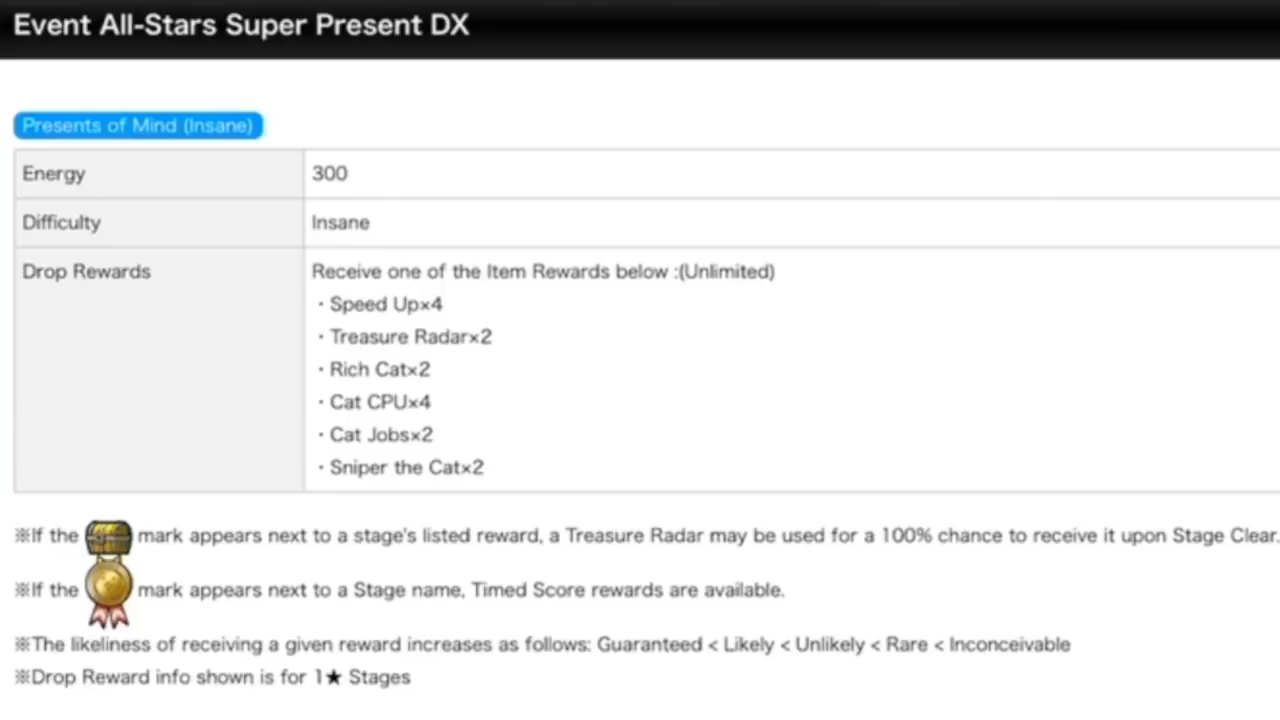 Event All-Stars Super Present DX
Presents of Mind (Insane)
Energy 300
Difficulty Insane
Drop Rewards Receive one of the Item Rewards below :(Unlimited)
・Speed Up×4
・Treasure Radar×2
・Rich Cat×2
・Cat CPU×4
・Cat Jobs×2
・Sniper the Cat×2
※If the mark appears next to a stage's listed reward, a Treasure Radar may be used for a 100% chance to receive it upon Stage Clear.
※If the mark appears next to a Stage name, Timed Score rewards are available.
※The likeliness of receiving a given reward increases as follows: Guaranteed < Likely < Unlikely < Rare < Inconceivable
※Drop Reward info shown is for 1★ Stages